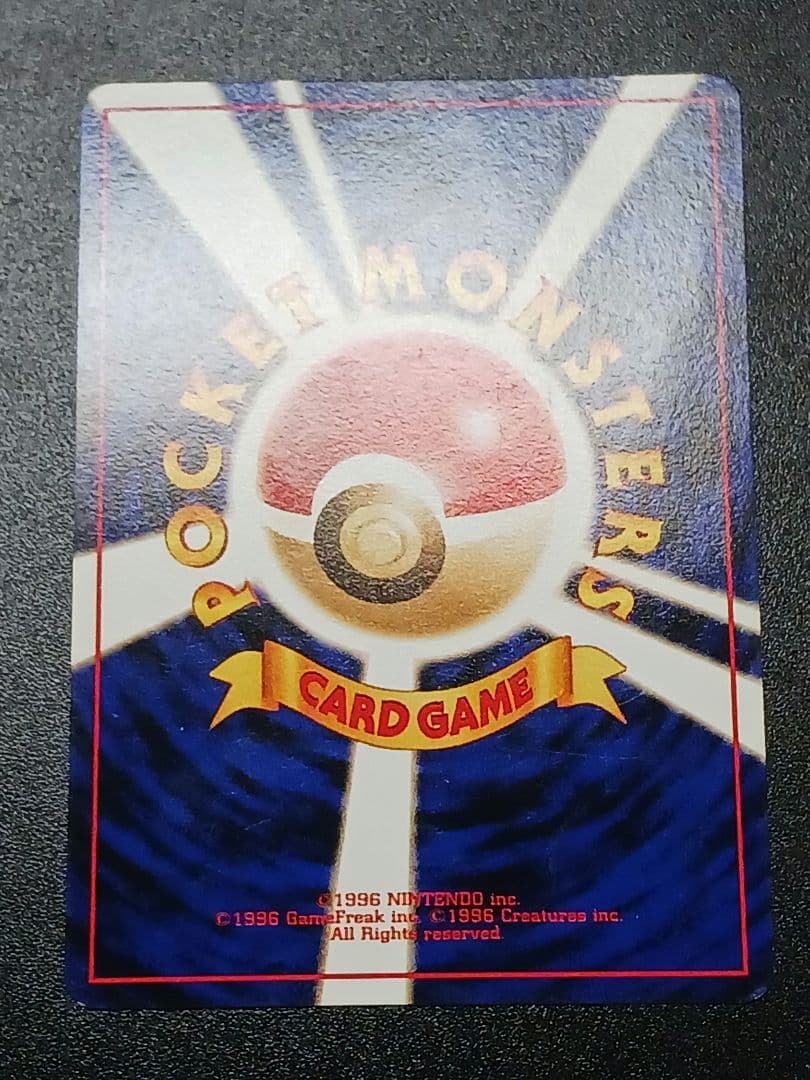 POCKET MONSTERS
CARD GAME
©1996 NINTENDO inc.
©1996 GameFreak inc. ©1996 Creatures inc.
All Rights reserved.